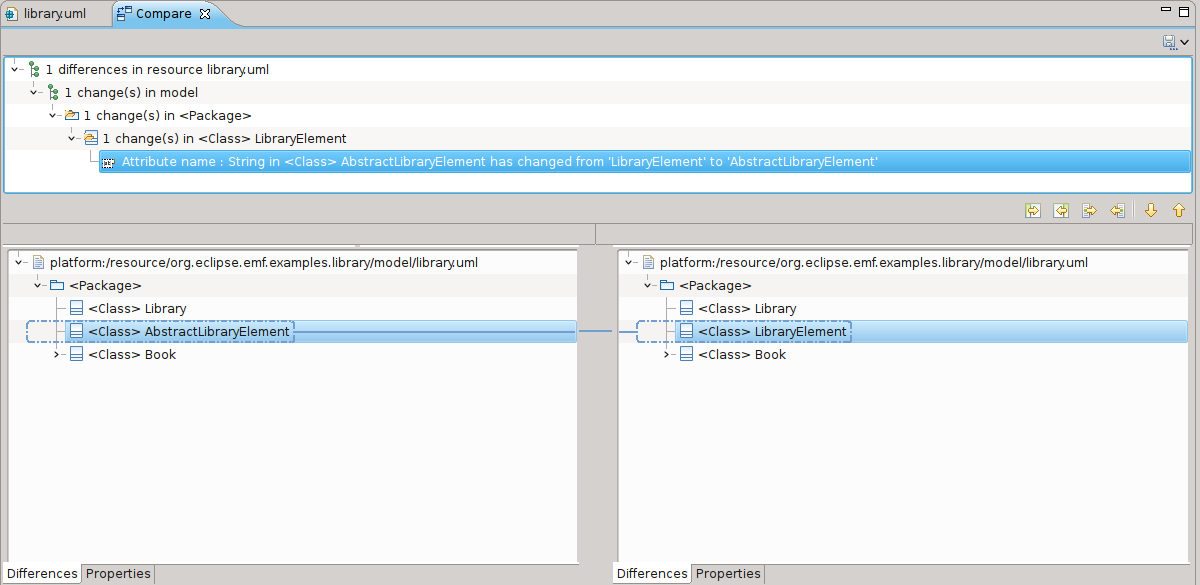 library.uml
Compare
1 differences in resource library.uml
1 change(s) in model
1 change(s) in <Package>
1 change(s) in <Class> LibraryElement
Attribute name : String in <Class> AbstractLibraryElement has changed from 'LibraryElement' to 'AbstractLibraryElement'
platform:/resource/org.eclipse.emf.examples.library/model/library.uml
<Package>
<Class> Library
<Class> AbstractLibraryElement
<Class> Book
Differences
Properties
platform:/resource/org.eclipse.emf.examples.library/model/library.uml
<Package>
<Class> Library
<Class> LibraryElement
<Class> Book
Differences
Properties